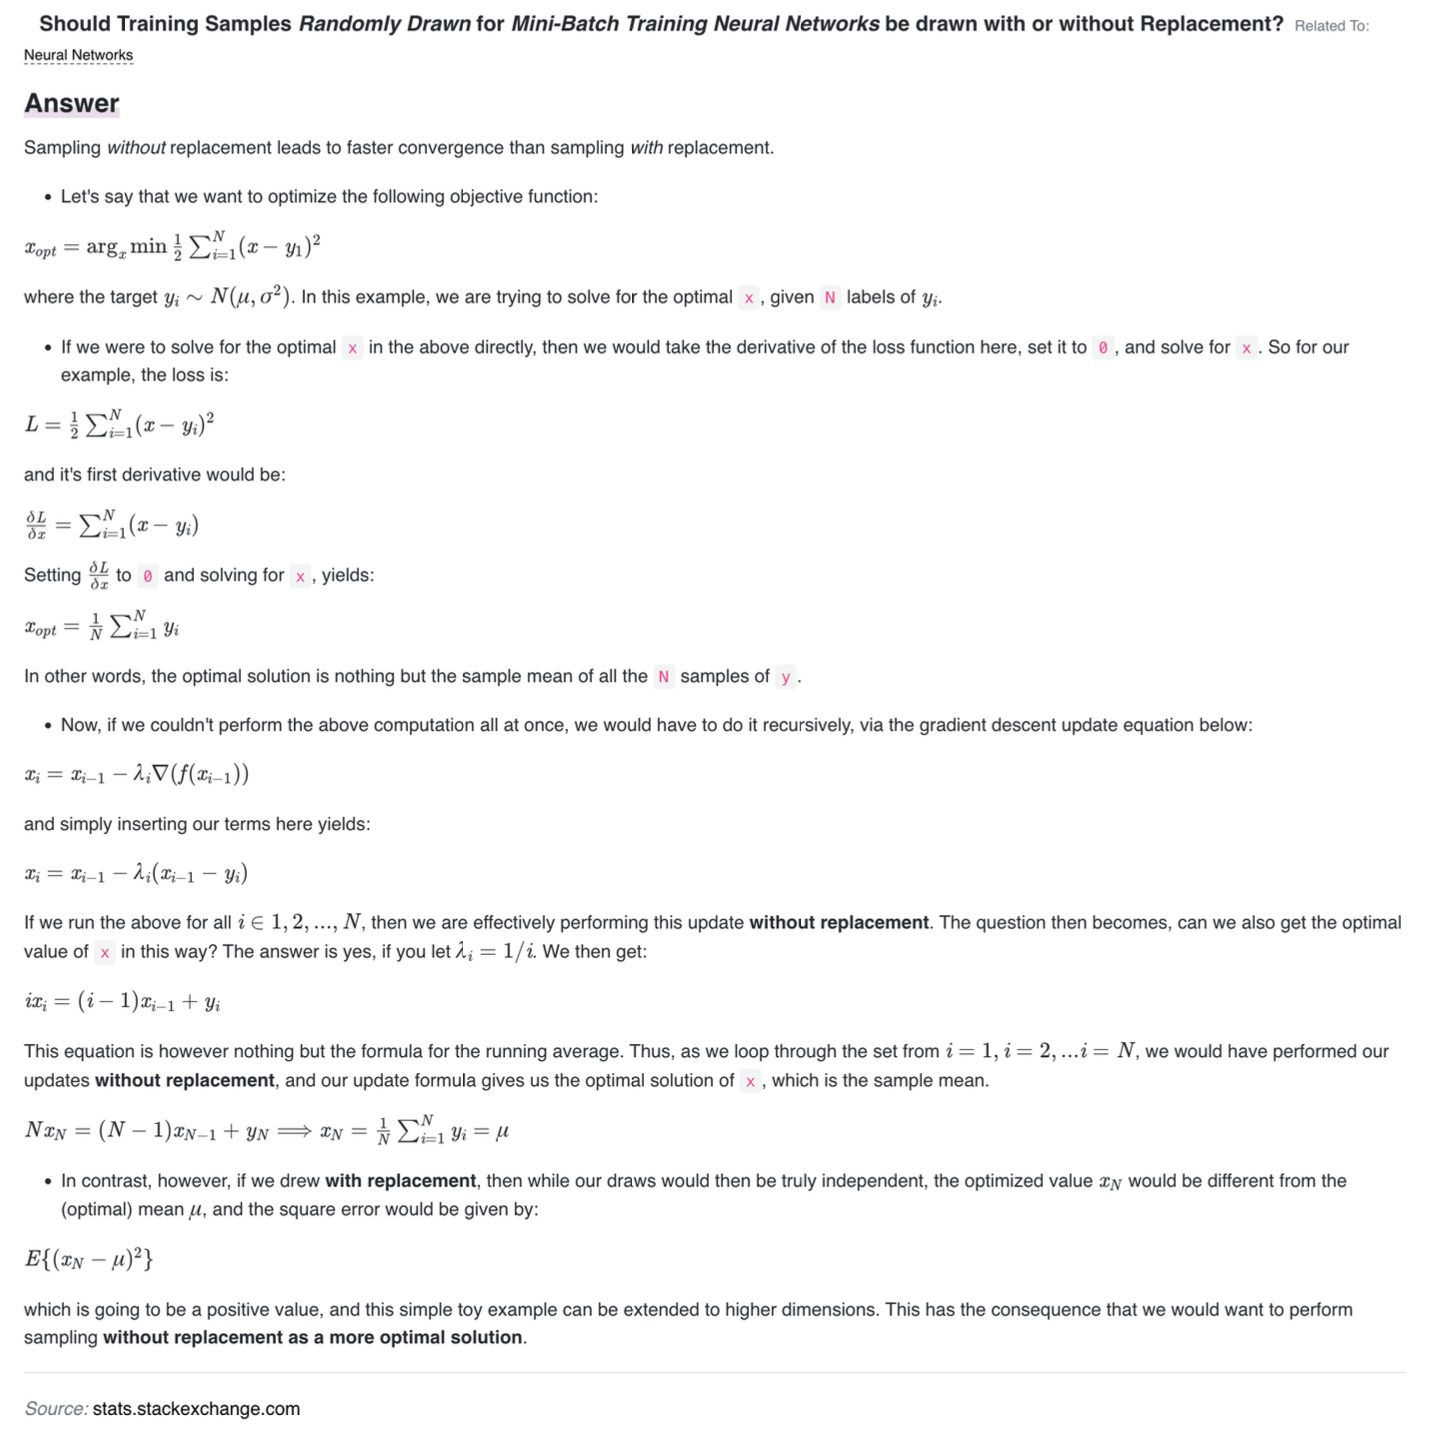 Should Training Samples Randomly Drawn for Mini-Batch Training Neural Networks be drawn with or without Replacement? Related To:
Neural Networks
Answer
Sampling without replacement leads to faster convergence than sampling with replacement.
• Let's say that we want to optimize the following objective function:
x_{opt} = arg_x min \frac{1}{2} \sum_{i=1}^{N} (x − y_1)^2
where the target y_i ∼ N(μ, σ^2). In this example, we are trying to solve for the optimal x , given N labels of y_i.
• If we were to solve for the optimal x in the above directly, then we would take the derivative of the loss function here, set it to 0 , and solve for x . So for our
example, the loss is:
L = \frac{1}{2} \sum_{i=1}^{N} (x − y_i)^2
and it's first derivative would be:
\frac{δL}{δx} = \sum_{i=1}^{N} (x − y_i)
Setting \frac{δL}{δx} to 0 and solving for x , yields:
x_{opt} = \frac{1}{N} \sum_{i=1}^{N} y_i
In other words, the optimal solution is nothing but the sample mean of all the N samples of y .
• Now, if we couldn't perform the above computation all at once, we would have to do it recursively, via the gradient descent update equation below:
x_i = x_{i−1} − λ_i∇(f(x_{i−1}))
and simply inserting our terms here yields:
x_i = x_{i−1} − λ_i(x_{i−1} − y_i)
If we run the above for all i ∈ 1, 2, ..., N, then we are effectively performing this update without replacement. The question then becomes, can we also get the optimal
value of x in this way? The answer is yes, if you let λ_i = 1/i. We then get:
ix_i = (i − 1)x_{i−1} + y_i
This equation is however nothing but the formula for the running average. Thus, as we loop through the set from i = 1, i = 2, ...i = N, we would have performed our
updates without replacement, and our update formula gives us the optimal solution of x , which is the sample mean.
Nx_N = (N − 1)x_{N−1} + y_N ⟹ x_N = \frac{1}{N} \sum_{i=1}^{N} y_i = μ
• In contrast, however, if we drew with replacement, then while our draws would then be truly independent, the optimized value x_N would be different from the
(optimal) mean μ, and the square error would be given by:
E{(x_N − μ)^2}
which is going to be a positive value, and this simple toy example can be extended to higher dimensions. This has the consequence that we would want to perform
sampling without replacement as a more optimal solution.
Source: stats.stackexchange.com